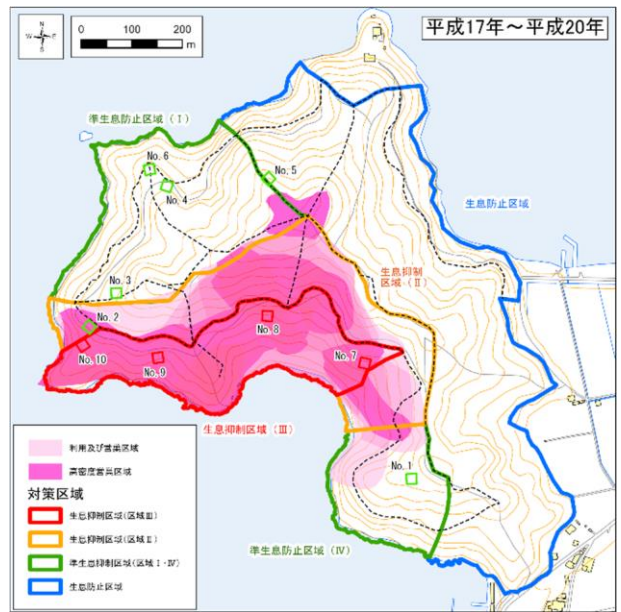 平成17年～平成20年
N
W
E
S
0 100 200
m
準生息防止区域（Ⅰ）
No. 6
No. 5
No. 4
生息防止区域
生息抑制
区域（Ⅱ）
No. 3
No. 2
No. 8
No. 10
No. 9
No. 7
生息抑制区域（Ⅲ）
No. 1
準生息防止区域（Ⅳ）
利用及び営巣区域
高密度営巣区域
対策区域
生息抑制区域(区域Ⅲ)
生息抑制区域(区域Ⅱ)
準生息抑制区域(区域Ⅰ・Ⅳ)
生息防止区域